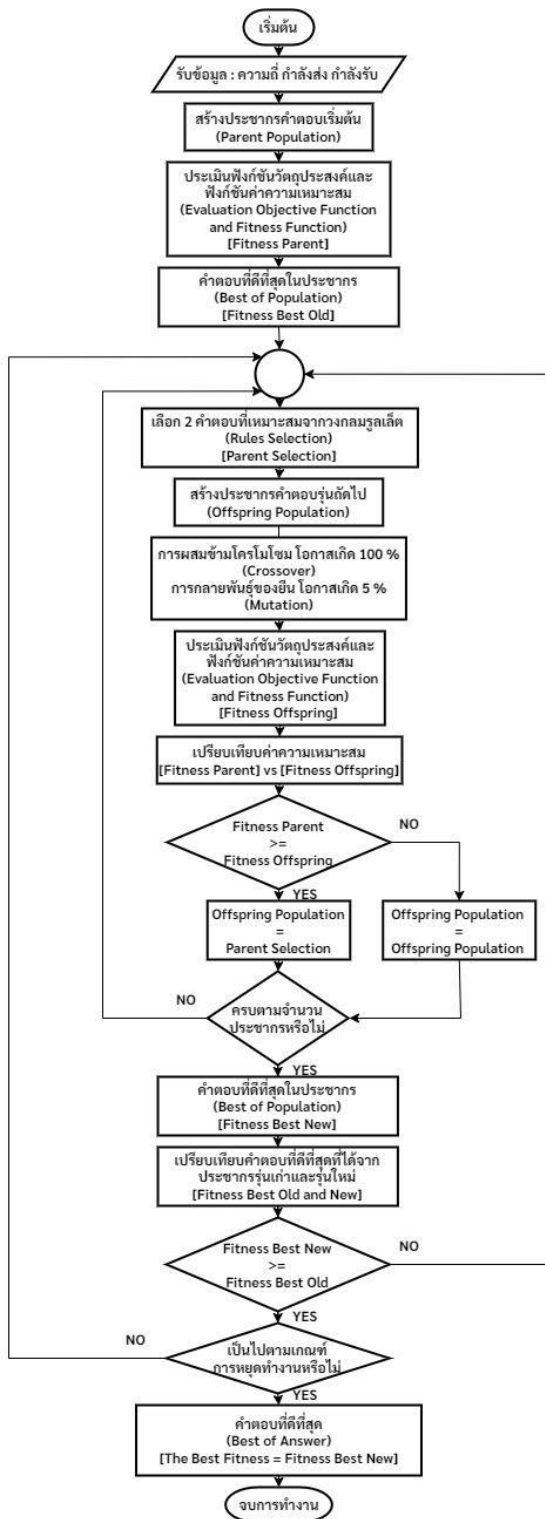 เริ่มต้น
รับข้อมูล : ความถี่ กำลังส่ง กำลังรับ
สร้างประชากรคำตอบเริ่มต้น
(Parent Population)
ประเมินฟังก์ชันวัตถุประสงค์และ
ฟังก์ชันค่าความเหมาะสม
(Evaluation Objective Function
and Fitness Function)
[Fitness Parent]
คำตอบที่ดีที่สุดในประชากร
(Best of Population)
[Fitness Best Old]
เลือก 2 คำตอบที่เหมาะสมจากวงกลมรูลเล็ต
(Rules Selection)
[Parent Selection]
สร้างประชากรคำตอบรุ่นถัดไป
(Offspring Population)
การผสมข้ามโครโมโซม โอกาสเกิด 100 %
(Crossover)
การกลายพันธุ์ของยีน โอกาสเกิด 5 %
(Mutation)
ประเมินฟังก์ชันวัตถุประสงค์และ
ฟังก์ชันค่าความเหมาะสม
(Evaluation Objective Function
and Fitness Function)
[Fitness Offspring]
เปรียบเทียบค่าความเหมาะสม
[Fitness Parent] vs [Fitness Offspring]
Fitness Parent
>=
Fitness Offspring
NO
YES
Offspring Population
=
Parent Selection
Offspring Population
=
Offspring Population
ครบตามจำนวน
ประชากรหรือไม่
NO
YES
คำตอบที่ดีที่สุดในประชากร
(Best of Population)
[Fitness Best New]
เปรียบเทียบคำตอบที่ดีที่สุดที่ได้จาก
ประชากรรุ่นเก่าและรุ่นใหม่
[Fitness Best Old and New]
Fitness Best New
>=
Fitness Best Old
NO
YES
เป็นไปตามเกณฑ์
การหยุดทำงานหรือไม่
NO
YES
คำตอบที่ดีที่สุด
(Best of Answer)
[The Best Fitness = Fitness Best New]
จบการทำงาน